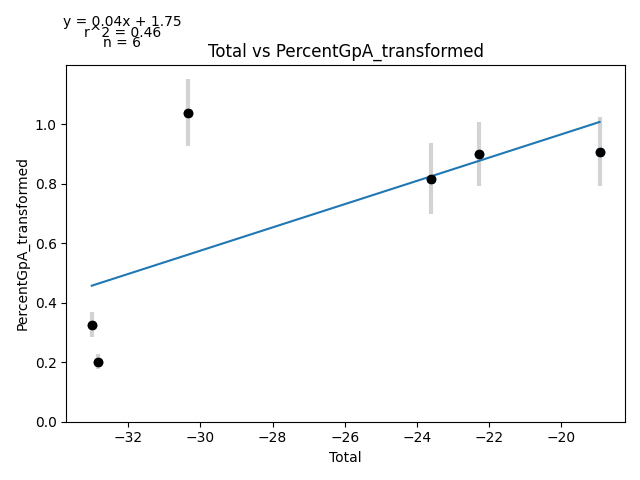 y = 0.04x + 1.75
r^2 = 0.46
n = 6
Total vs PercentGpA_transformed
PercentGpA_transformed
1.0
0.8
0.6
0.4
0.2
0.0
−32
−30
−28
−26
−24
−22
−20
Total